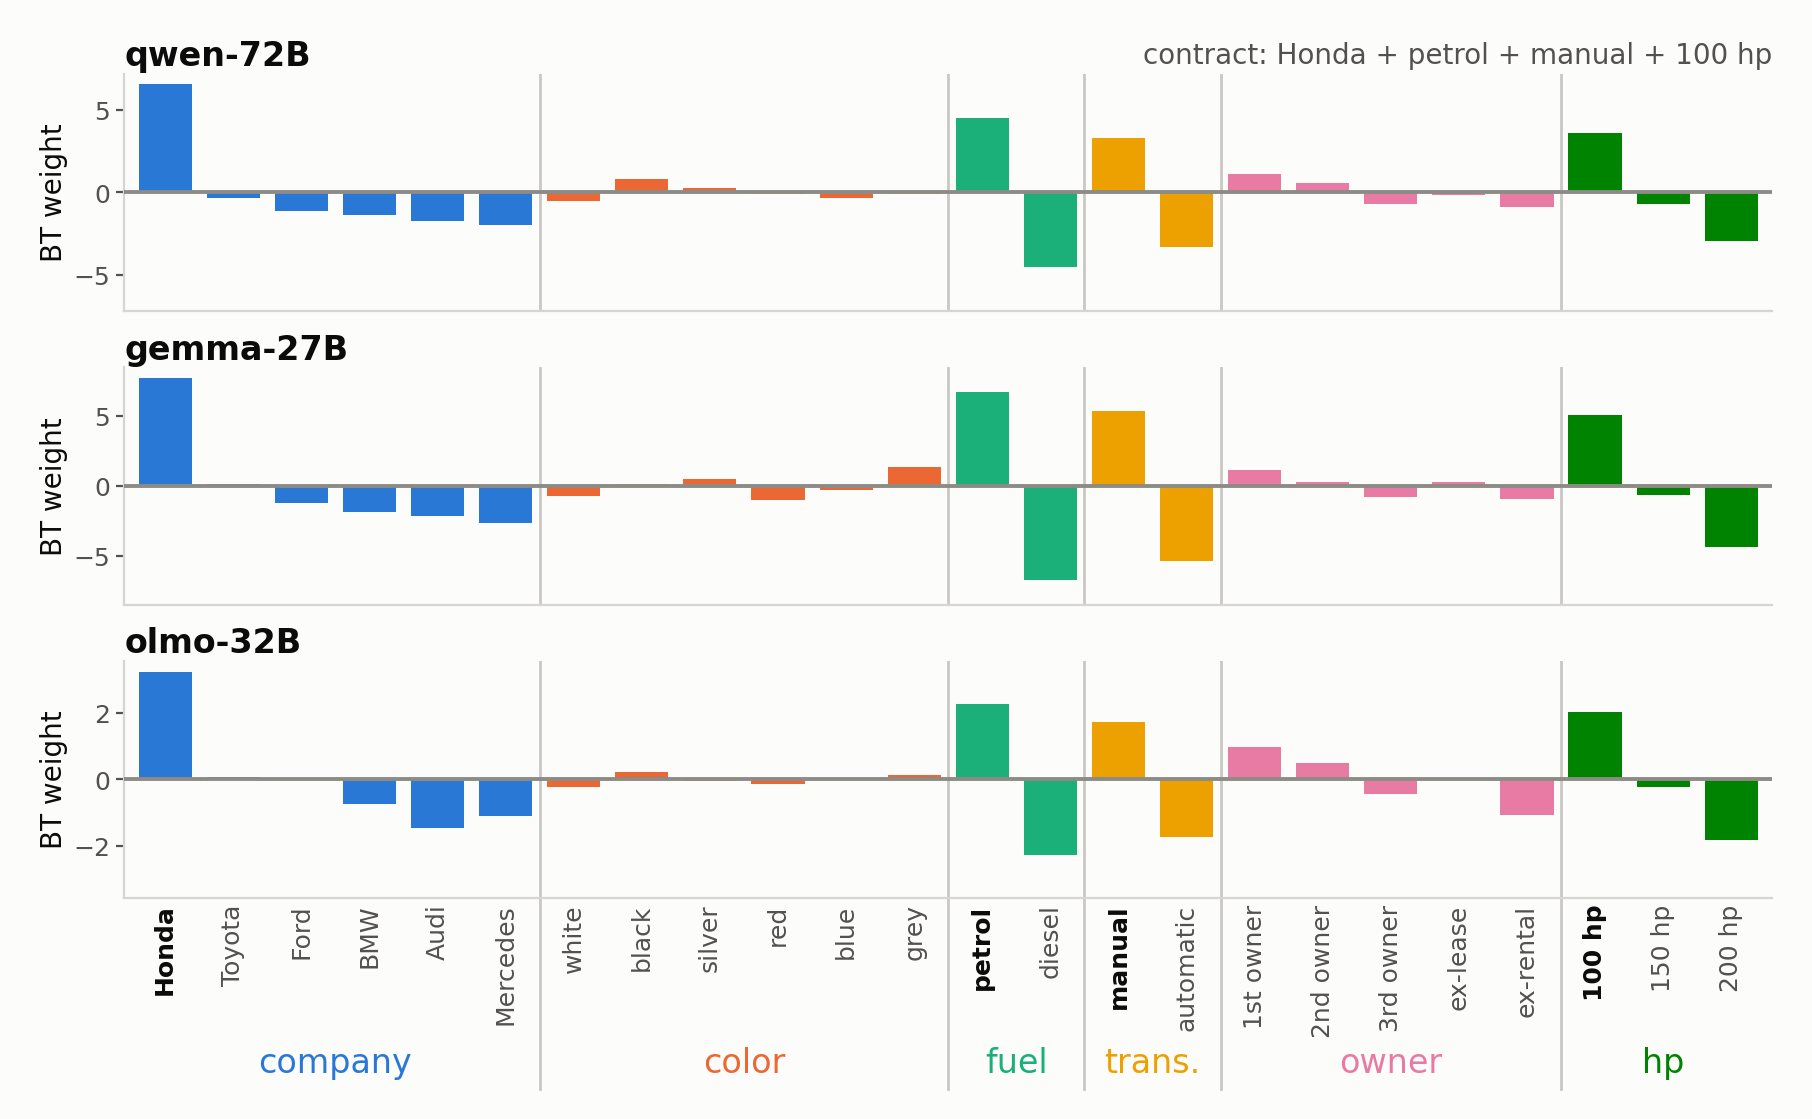 qwen-72B
contract: Honda + petrol + manual + 100 hp
BT weight
5
0
−5
gemma-27B
BT weight
5
0
−5
olmo-32B
BT weight
2
0
−2
Honda
Toyota
Ford
BMW
Audi
Mercedes
white
black
silver
red
blue
grey
petrol
diesel
manual
automatic
1st owner
2nd owner
3rd owner
ex-lease
ex-rental
100 hp
150 hp
200 hp
company
color
fuel
trans.
owner
hp